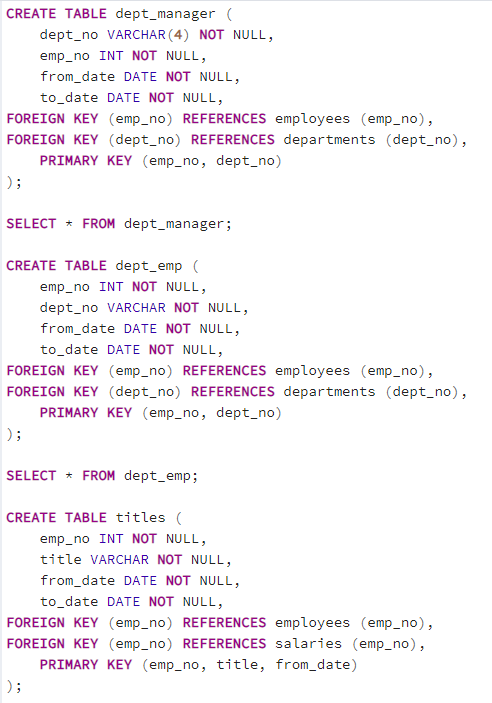 CREATE TABLE dept_manager (
    dept_no VARCHAR(4) NOT NULL,
    emp_no INT NOT NULL,
    from_date DATE NOT NULL,
    to_date DATE NOT NULL,
FOREIGN KEY (emp_no) REFERENCES employees (emp_no),
FOREIGN KEY (dept_no) REFERENCES departments (dept_no),
    PRIMARY KEY (emp_no, dept_no)
);

SELECT * FROM dept_manager;

CREATE TABLE dept_emp (
    emp_no INT NOT NULL,
    dept_no VARCHAR NOT NULL,
    from_date DATE NOT NULL,
    to_date DATE NOT NULL,
FOREIGN KEY (emp_no) REFERENCES employees (emp_no),
FOREIGN KEY (dept_no) REFERENCES departments (dept_no),
    PRIMARY KEY (emp_no, dept_no)
);

SELECT * FROM dept_emp;

CREATE TABLE titles (
    emp_no INT NOT NULL,
    title VARCHAR NOT NULL,
    from_date DATE NOT NULL,
    to_date DATE NOT NULL,
FOREIGN KEY (emp_no) REFERENCES employees (emp_no),
FOREIGN KEY (emp_no) REFERENCES salaries (emp_no),
    PRIMARY KEY (emp_no, title, from_date)
);